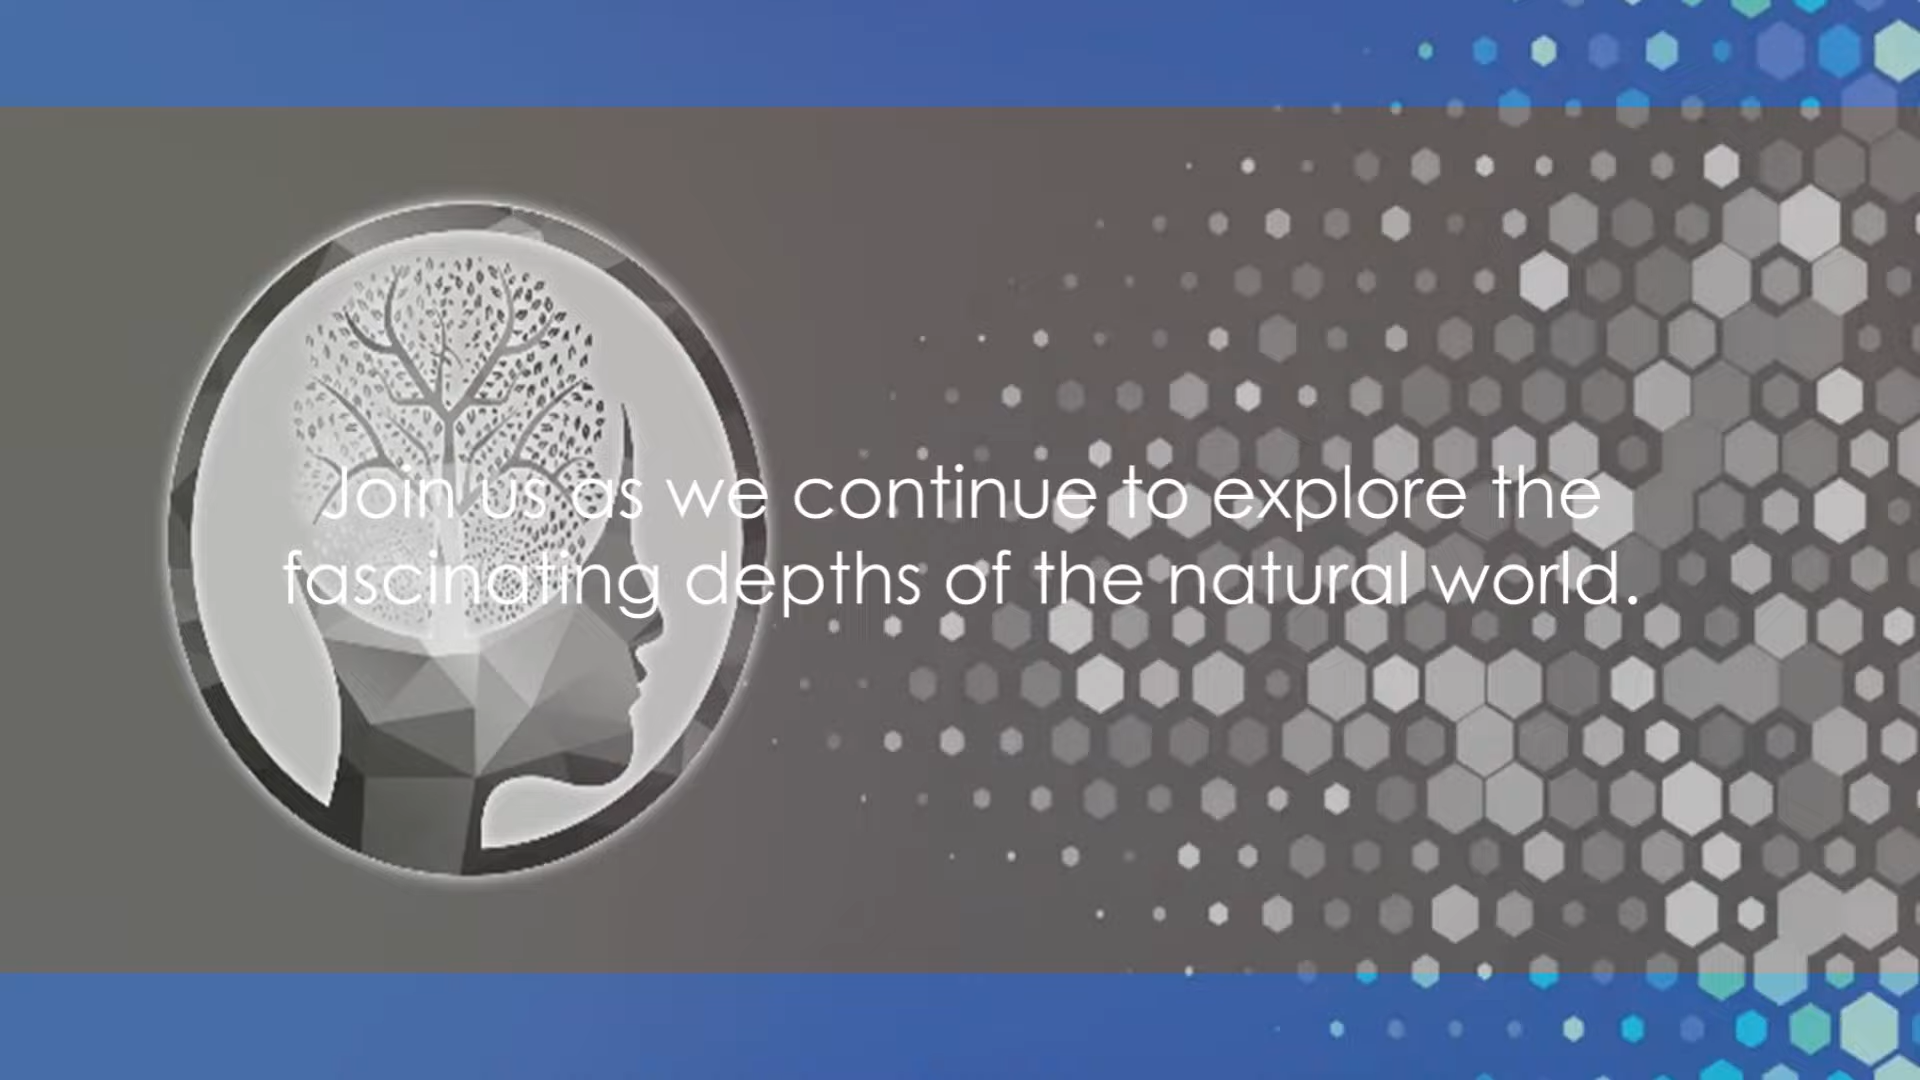 Join us as we continue to explore the
fascinating depths of the natural world.